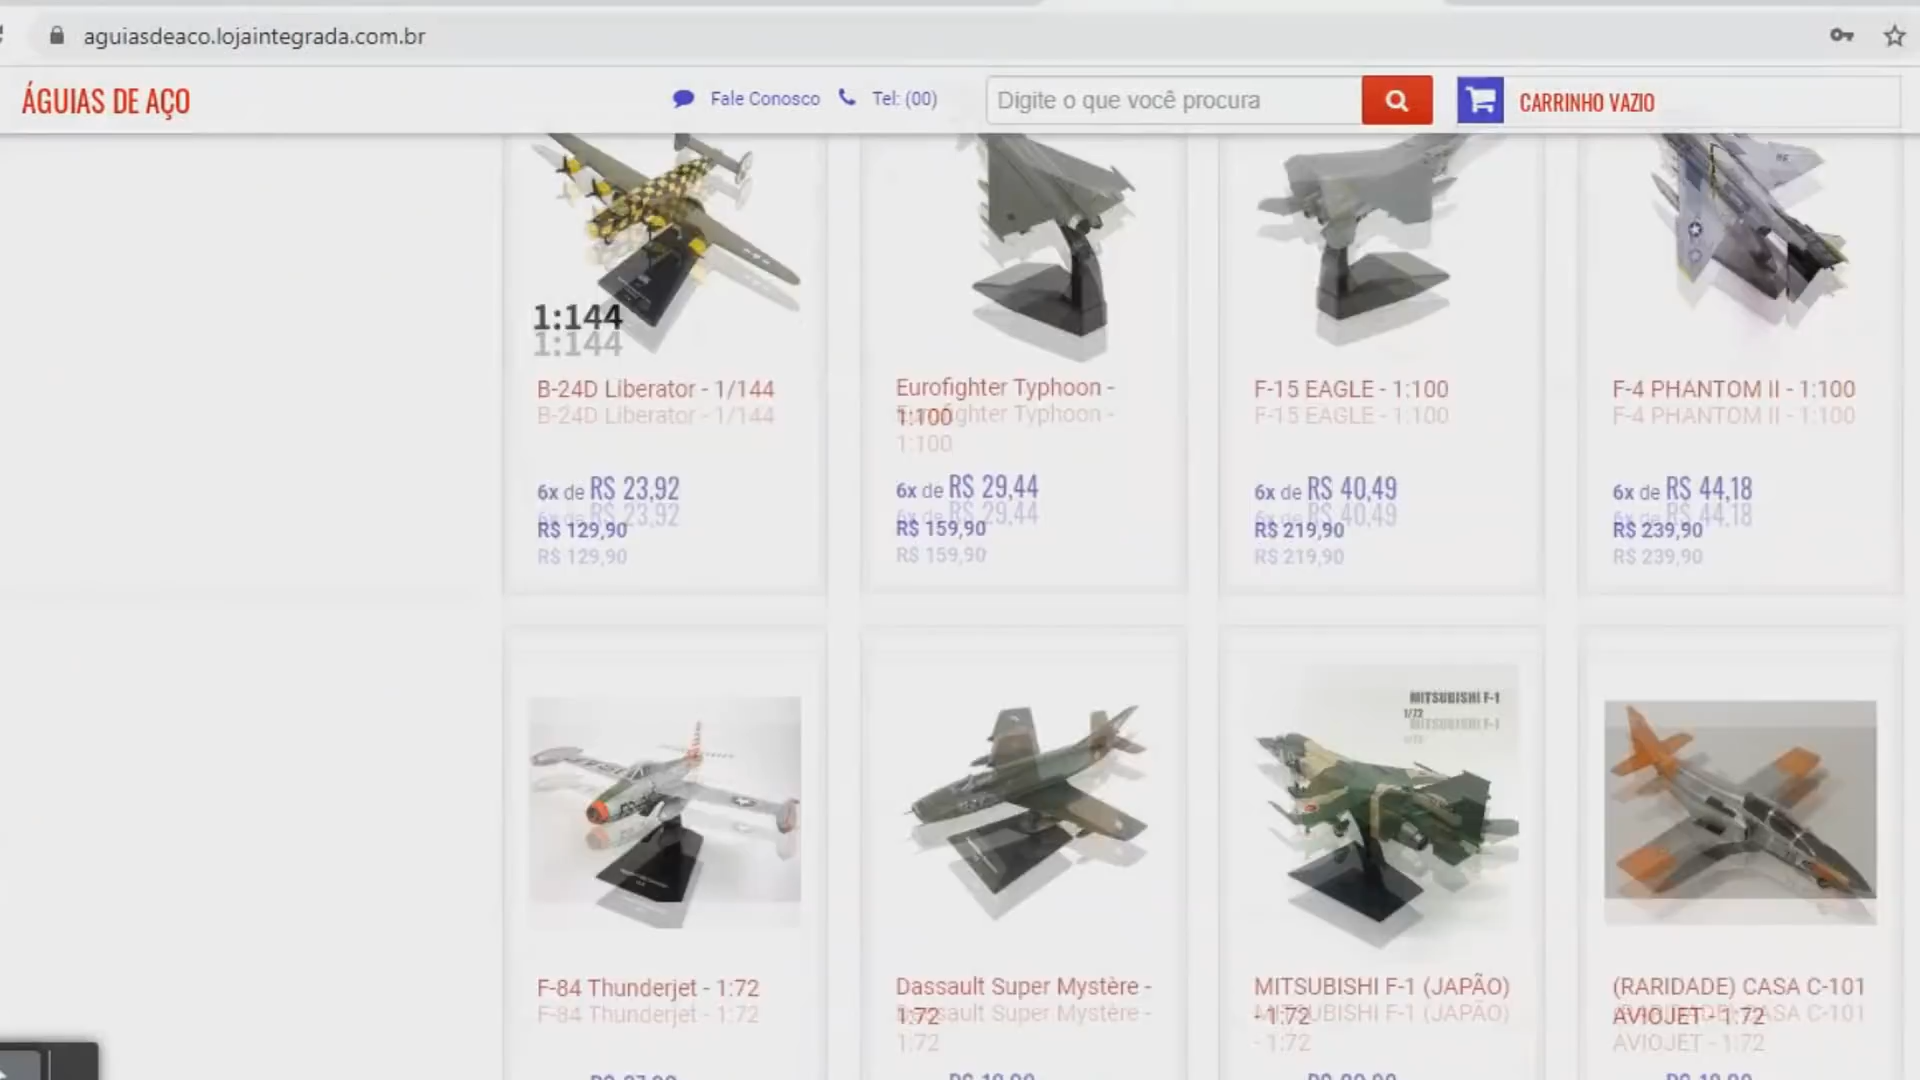 aguiasdeaco.lojaintegrada.com.br
ÁGUIAS DE AÇO
Fale Conosco
Tel: (00)
Digite o que você procura
CARRINHO VAZIO
1:144
B-24D Liberator - 1/144
6x de R$ 23,92
R$ 129,90
Eurofighter Typhoon -
1:100
6x de R$ 29,44
R$ 159,90
F-15 EAGLE - 1:100
6x de R$ 40,49
R$ 219,90
F-4 PHANTOM II - 1:100
6x de R$ 44,18
R$ 239,90
F-84 Thunderjet - 1:72
Dassault Super Mystère -
1:72
MITSUBISHI F-1
1/72
MITSUBISHI F-1 (JAPÃO)
- 1:72
(RARIDADE) CASA C-101
AVIOJET - 1:72